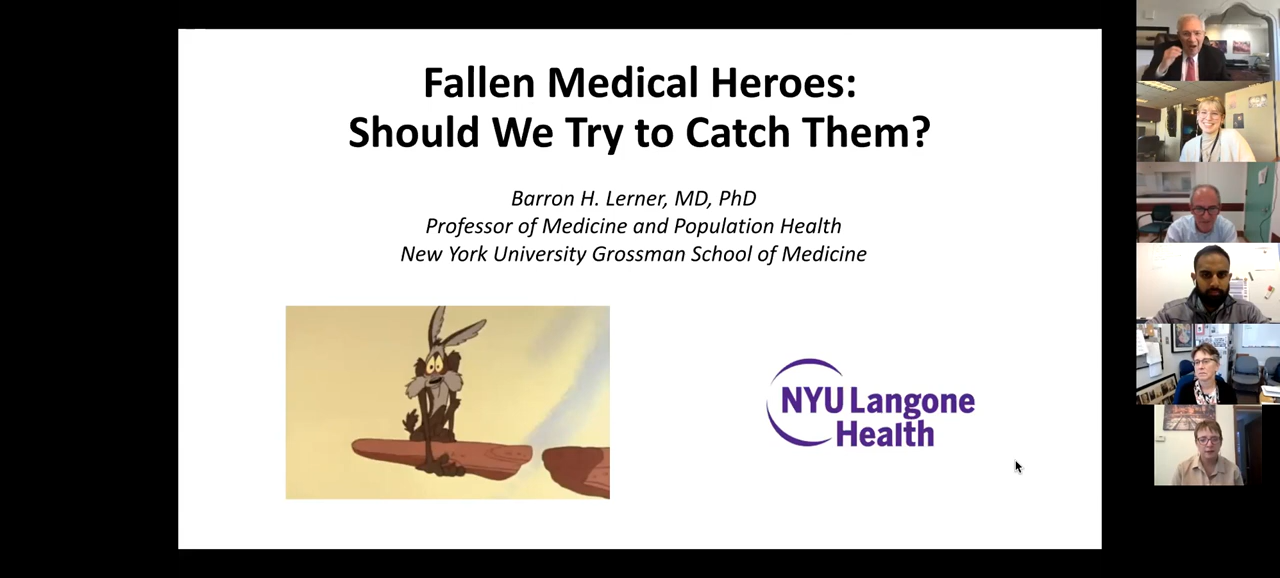 Fallen Medical Heroes:
Should We Try to Catch Them?
Barron H. Lerner, MD, PhD
Professor of Medicine and Population Health
New York University Grossman School of Medicine
NYU Langone
Health